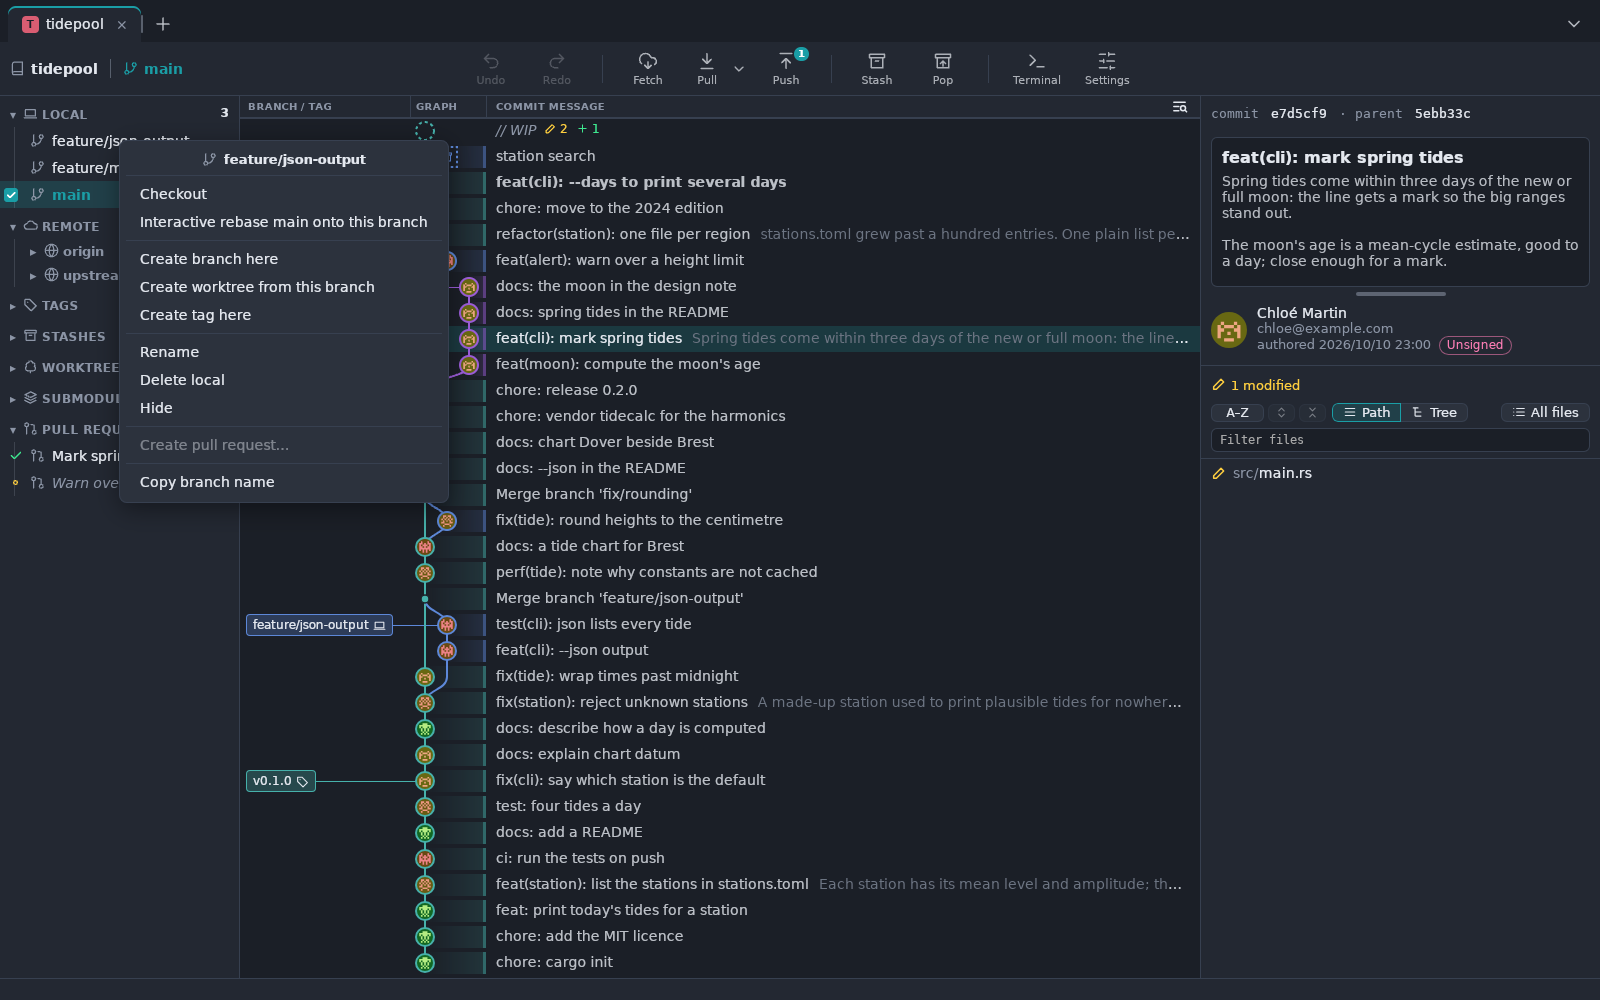 T tidepool
tidepool main
Undo Redo Fetch Pull Push 1 Stash Pop Terminal Settings
LOCAL 3
feature/json-output
feature/m
main
REMOTE
origin
upstrea
TAGS
STASHES
WORKTREE
SUBMODUL
PULL REQU
Mark sprin
Warn ove
feature/json-output
Checkout
Interactive rebase main onto this branch
Create branch here
Create worktree from this branch
Create tag here
Rename
Delete local
Hide
Create pull request...
Copy branch name
BRANCH / TAG GRAPH COMMIT MESSAGE
// WIP 2 + 1
station search
feat(cli): --days to print several days
chore: move to the 2024 edition
refactor(station): one file per region stations.toml grew past a hundred entries. One plain list pe...
feat(alert): warn over a height limit
docs: the moon in the design note
docs: spring tides in the README
feat(cli): mark spring tides Spring tides come within three days of the new or full moon: the line...
feat(moon): compute the moon's age
chore: release 0.2.0
chore: vendor tidecalc for the harmonics
docs: chart Dover beside Brest
docs: --json in the README
Merge branch 'fix/rounding'
fix(tide): round heights to the centimetre
docs: a tide chart for Brest
perf(tide): note why constants are not cached
Merge branch 'feature/json-output'
feature/json-output test(cli): json lists every tide
feat(cli): --json output
fix(tide): wrap times past midnight
fix(station): reject unknown stations A made-up station used to print plausible tides for nowher...
docs: describe how a day is computed
docs: explain chart datum
v0.1.0 fix(cli): say which station is the default
test: four tides a day
docs: add a README
ci: run the tests on push
feat(station): list the stations in stations.toml Each station has its mean level and amplitude; th...
feat: print today's tides for a station
chore: add the MIT licence
chore: cargo init
commit e7d5cf9 · parent 5ebb33c
feat(cli): mark spring tides
Spring tides come within three days of the new or
full moon: the line gets a mark so the big ranges
stand out.
The moon's age is a mean-cycle estimate, good to
a day; close enough for a mark.
Chloé Martin
chloe@example.com
authored 2026/10/10 23:00 Unsigned
1 modified
A-Z Path Tree All files
Filter files
src/main.rs